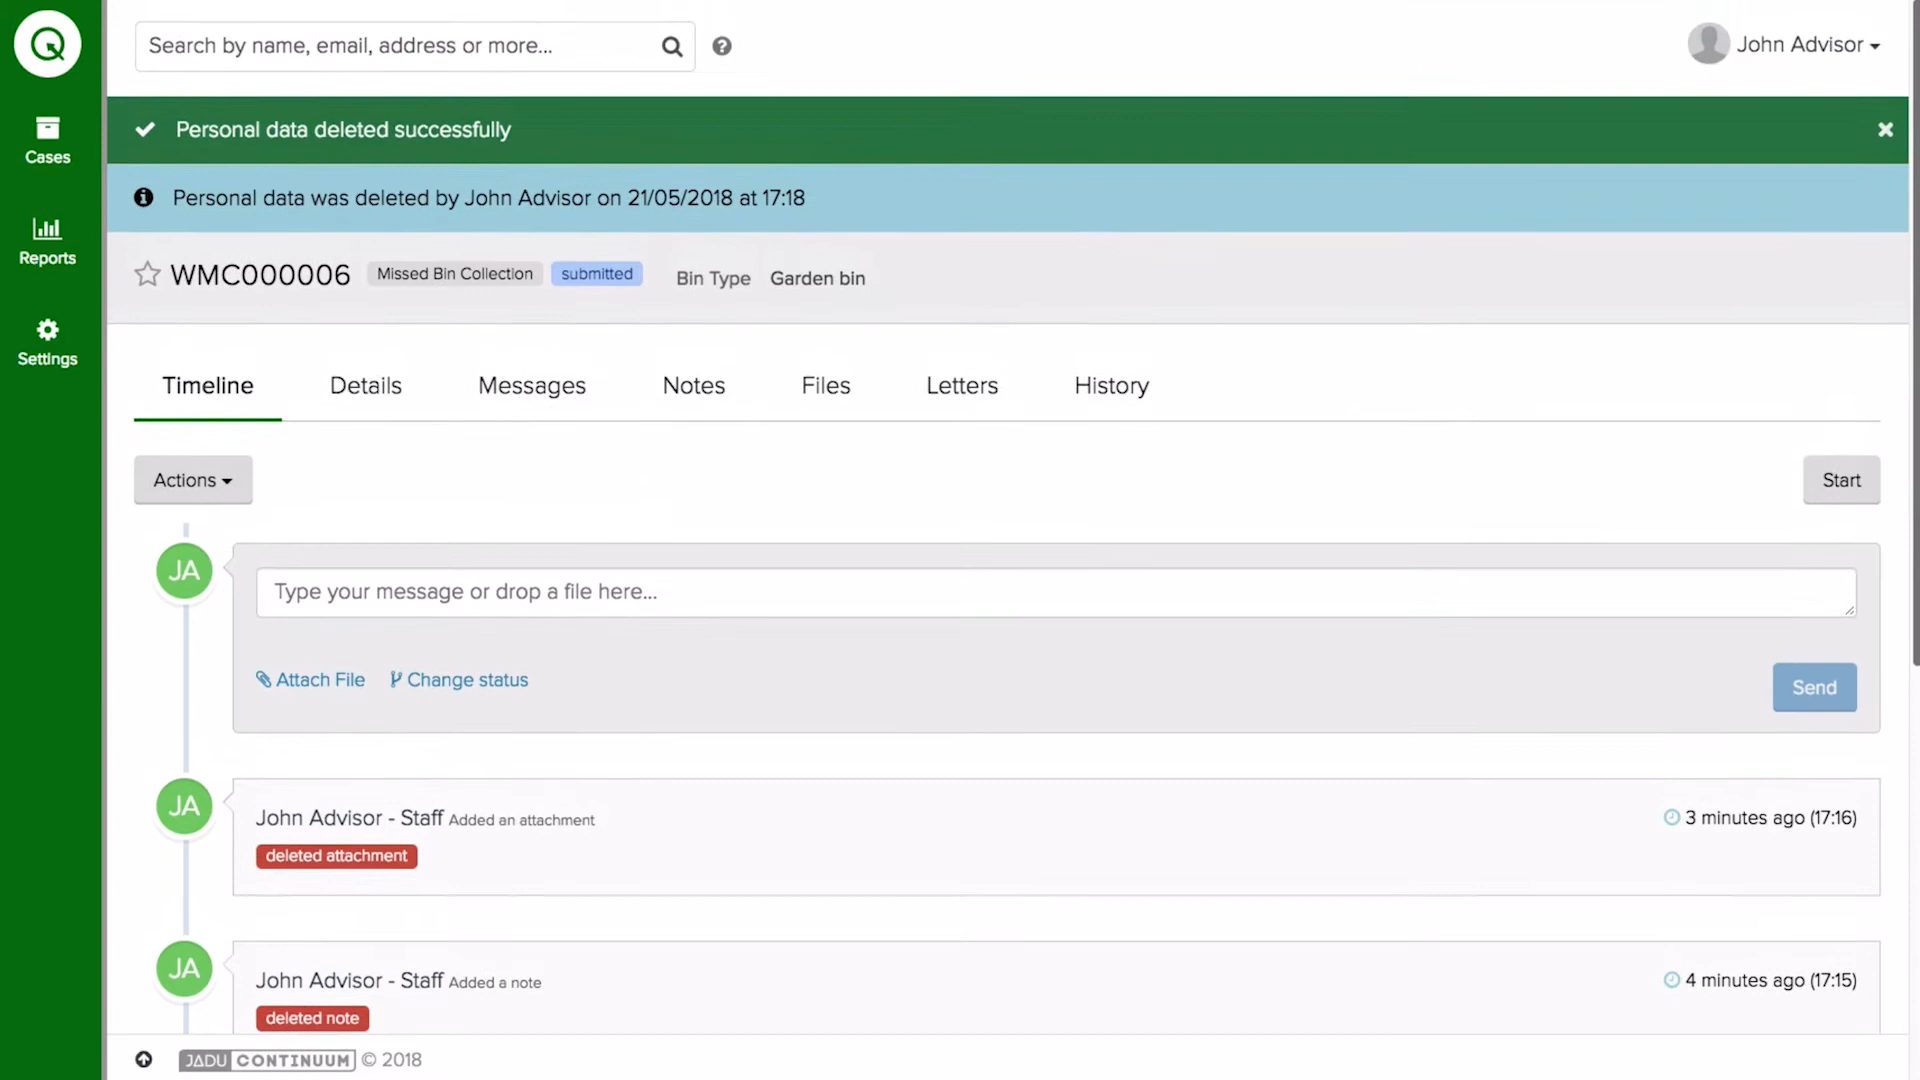 Search by name, email, address or more...
John Advisor
Cases
Reports
Settings
Personal data deleted successfully
Personal data was deleted by John Advisor on 21/05/2018 at 17:18
WMC000006 Missed Bin Collection submitted Bin Type Garden bin
Timeline Details Messages Notes Files Letters History
Actions Start
JA
Type your message or drop a file here...
Attach File Change status
Send
JA
John Advisor - Staff Added an attachment 3 minutes ago (17:16)
deleted attachment
JA
John Advisor - Staff Added a note 4 minutes ago (17:15)
deleted note
JADU CONTINUUM © 2018